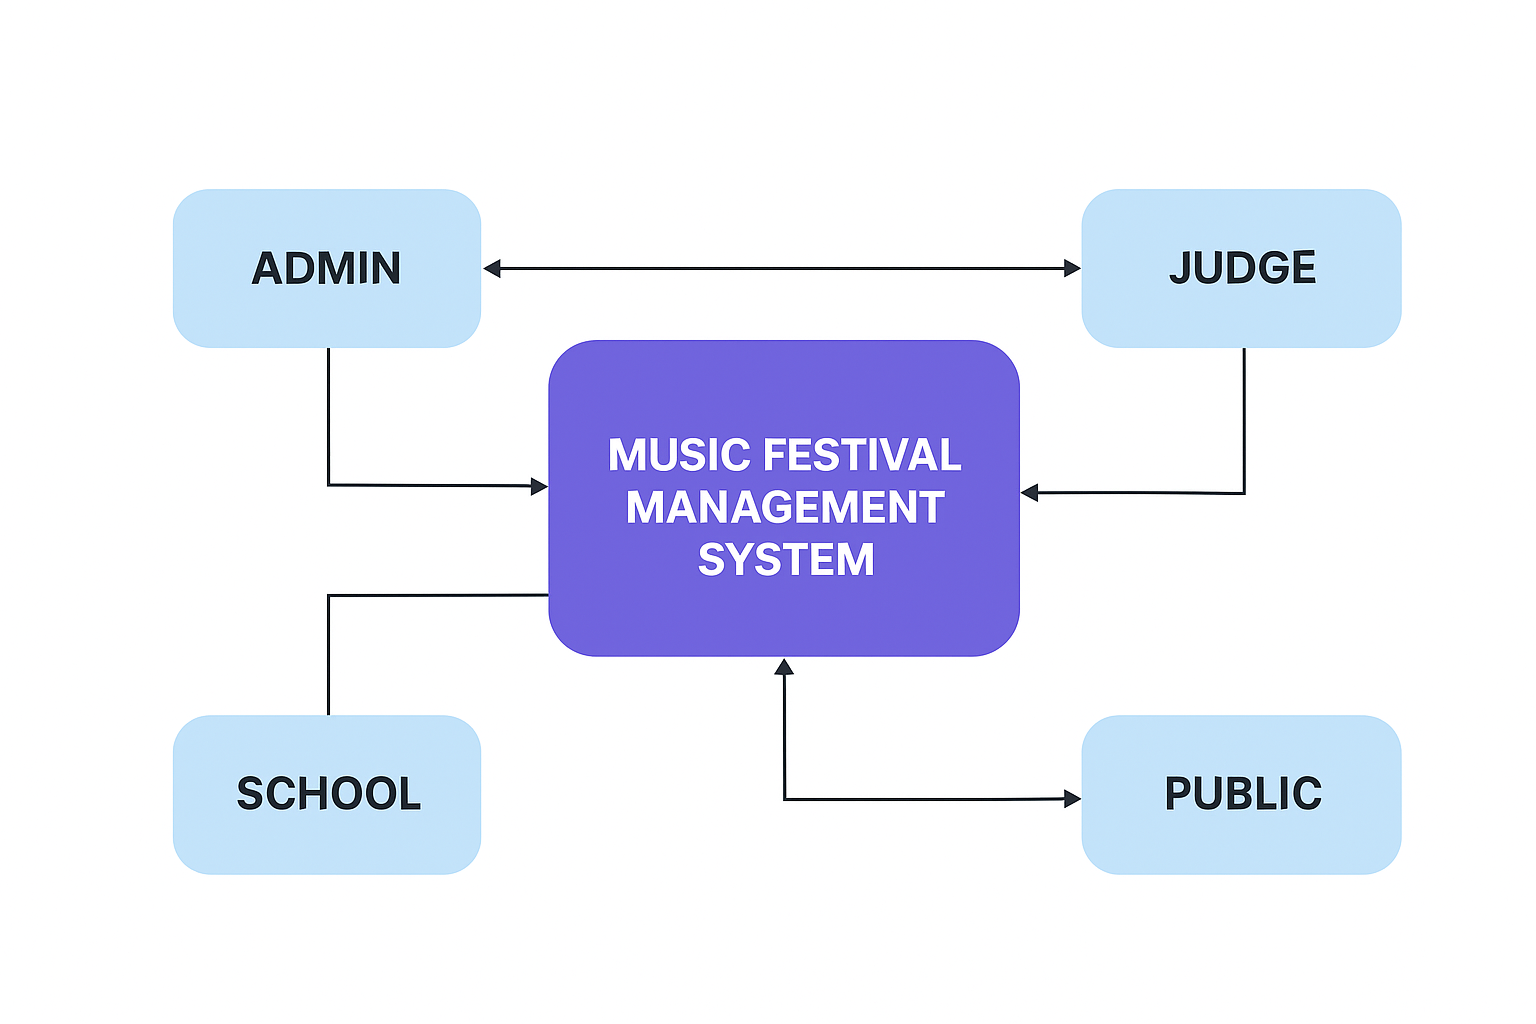 ADMIN
JUDGE
MUSIC FESTIVAL
MANAGEMENT
SYSTEM
SCHOOL
PUBLIC